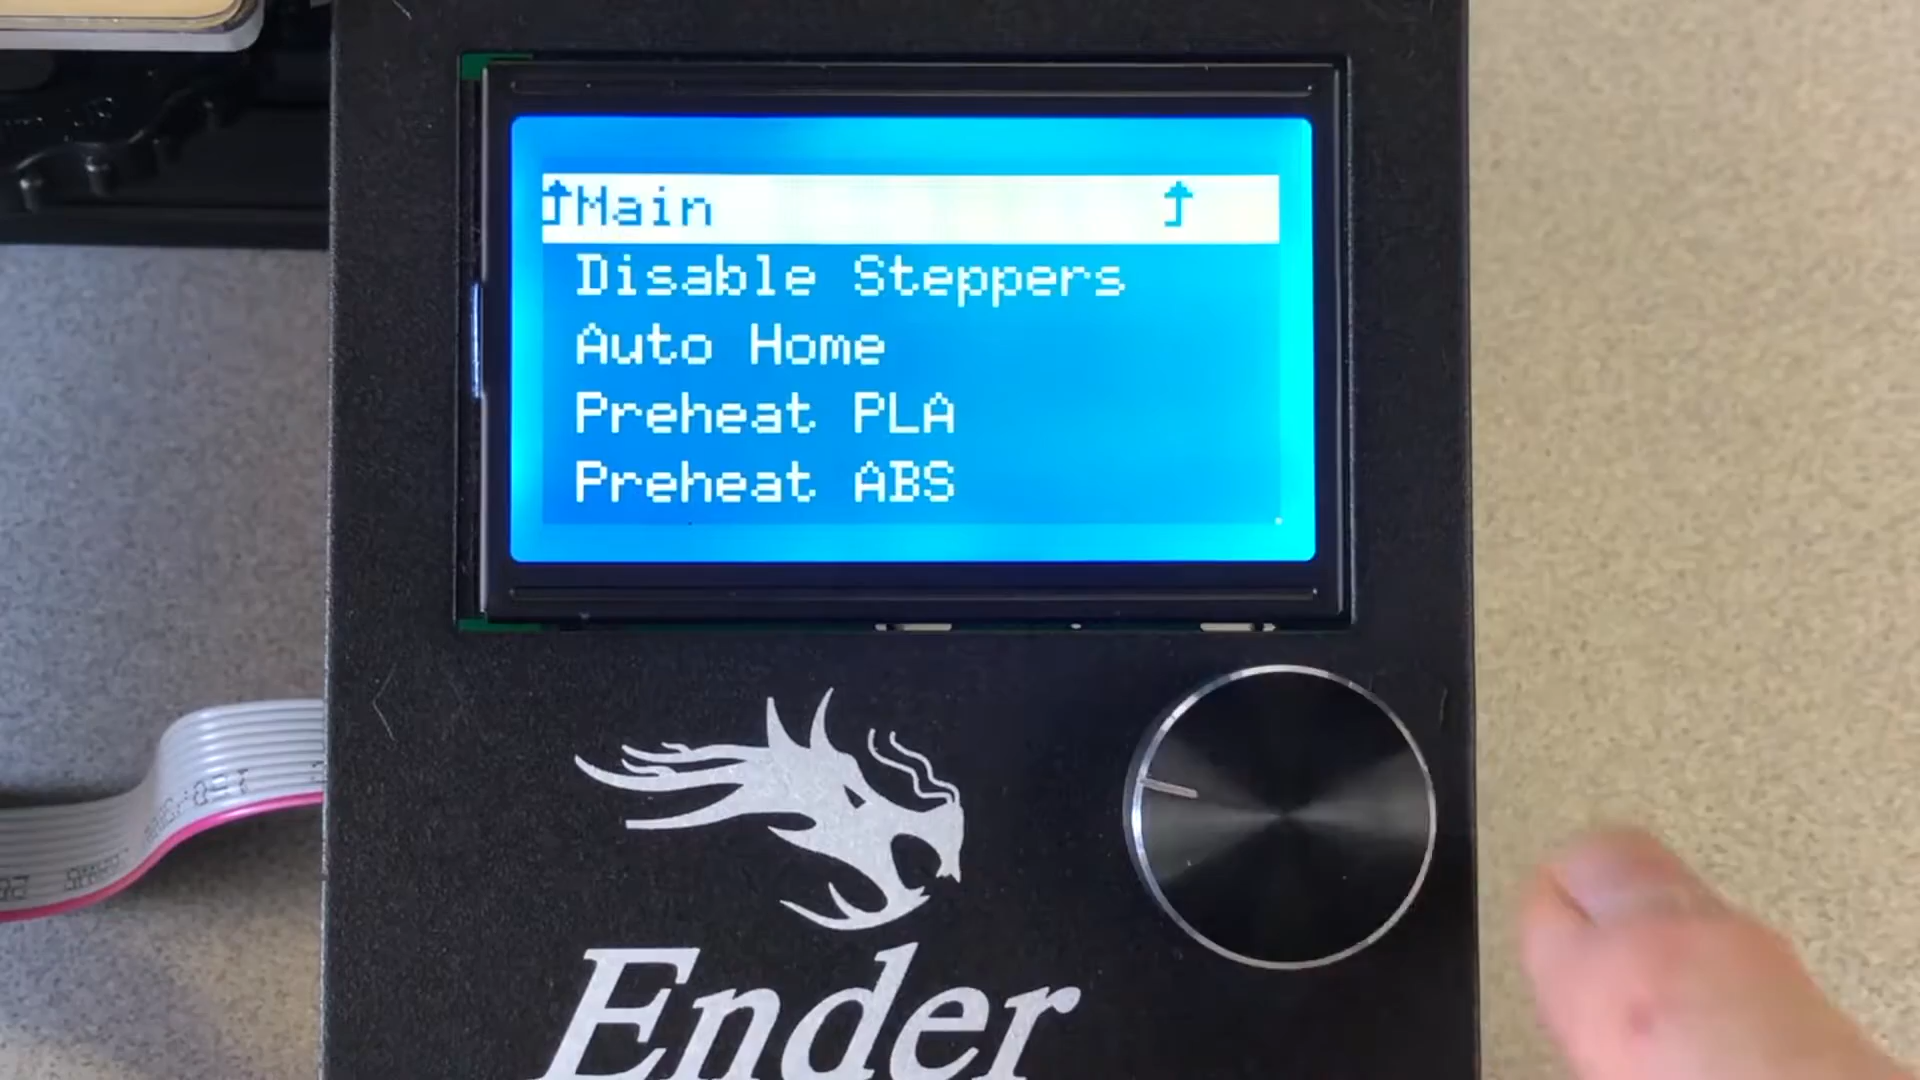 Main
Disable Steppers
Auto Home
Preheat PLA
Preheat ABS
Ender